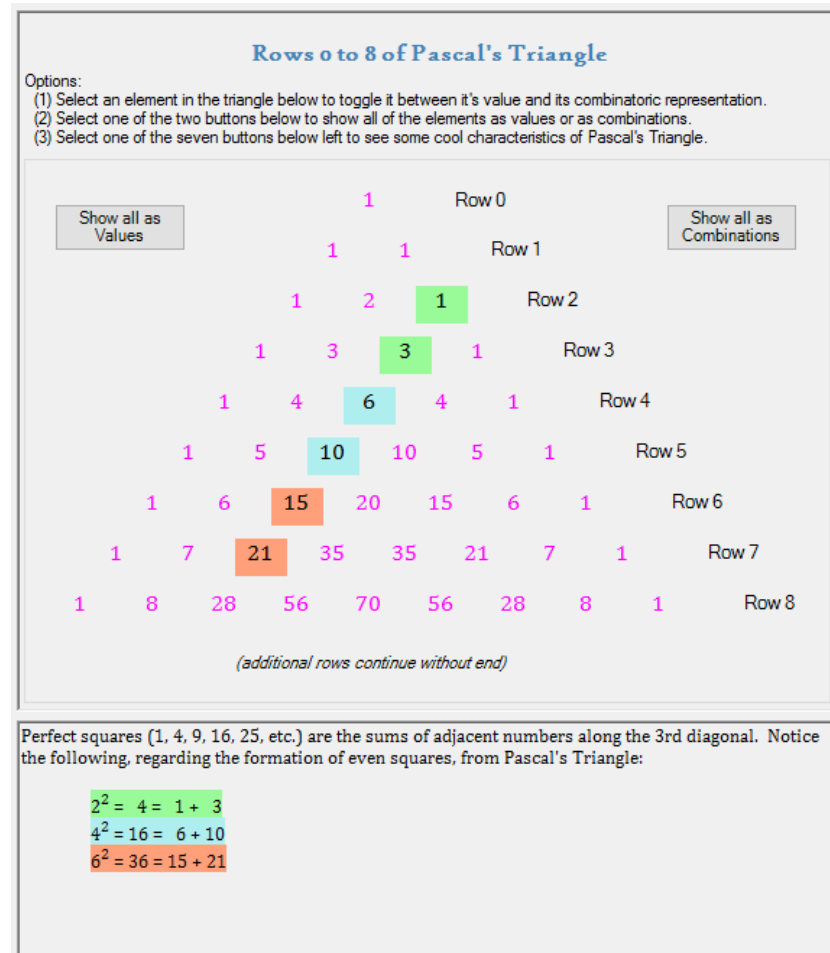 Rows 0 to 8 of Pascal's Triangle
Options:
(1) Select an element in the triangle below to toggle it between it's value and its combinatoric representation.
(2) Select one of the two buttons below to show all of the elements as values or as combinations.
(3) Select one of the seven buttons below left to see some cool characteristics of Pascal's Triangle.
Show all as
Values
Show all as
Combinations
1 Row 0
1 1 Row 1
1 2 1 Row 2
1 3 3 1 Row 3
1 4 6 4 1 Row 4
1 5 10 10 5 1 Row 5
1 6 15 20 15 6 1 Row 6
1 7 21 35 35 21 7 1 Row 7
1 8 28 56 70 56 28 8 1 Row 8
(additional rows continue without end)
Perfect squares (1, 4, 9, 16, 25, etc.) are the sums of adjacent numbers along the 3rd diagonal. Notice
the following, regarding the formation of even squares, from Pascal's Triangle:
2² = 4 = 1 + 3
4² = 16 = 6 + 10
6² = 36 = 15 + 21